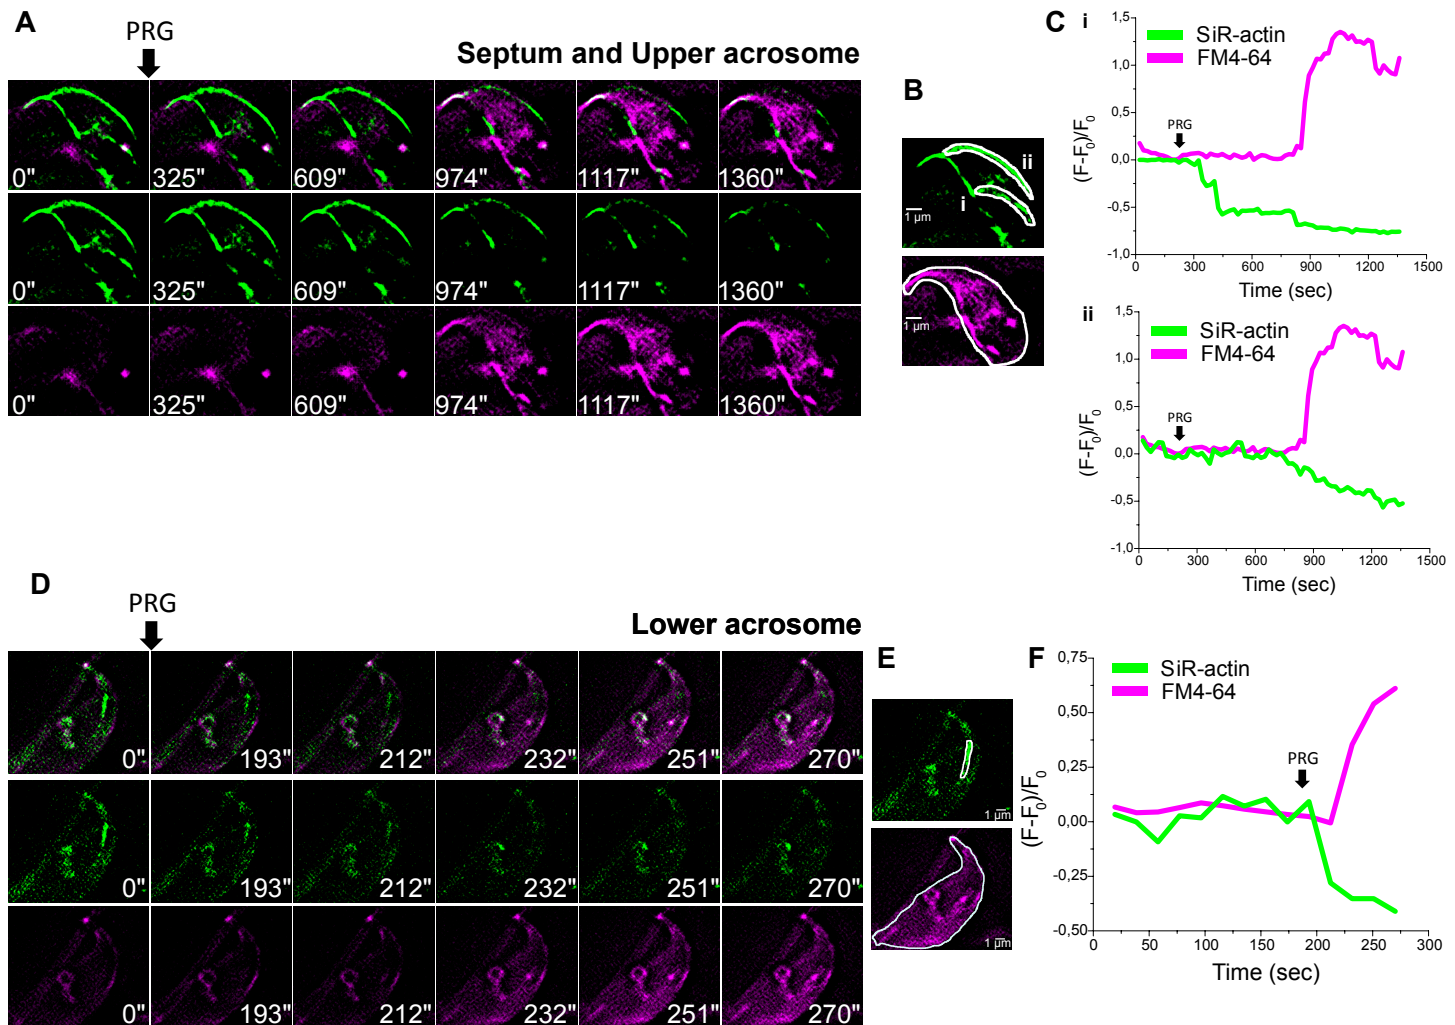 A
PRG
Septum and Upper acrosome
0" 325" 609" 974" 1117" 1360"
0" 325" 609" 974" 1117" 1360"
0" 325" 609" 974" 1117" 1360"
B
ii
i
1 µm
1 µm
C
i
SiR-actin
FM4-64
PRG
(F-F0)/F0
1,5
1,0
0,5
0,0
-0,5
-1,0
0 300 600 900 1200 1500
Time (sec)
ii
SiR-actin
FM4-64
PRG
(F-F0)/F0
1,5
1,0
0,5
0,0
-0,5
-1,0
0 300 600 900 1200 1500
Time (sec)
D
PRG
Lower acrosome
0" 193" 212" 232" 251" 270"
0" 193" 212" 232" 251" 270"
0" 193" 212" 232" 251" 270"
E
1 µm
1 µm
F
SiR-actin
FM4-64
PRG
(F-F0)/F0
0,75
0,50
0,25
0,00
-0,25
-0,50
0 50 100 150 200 250 300
Time (sec)